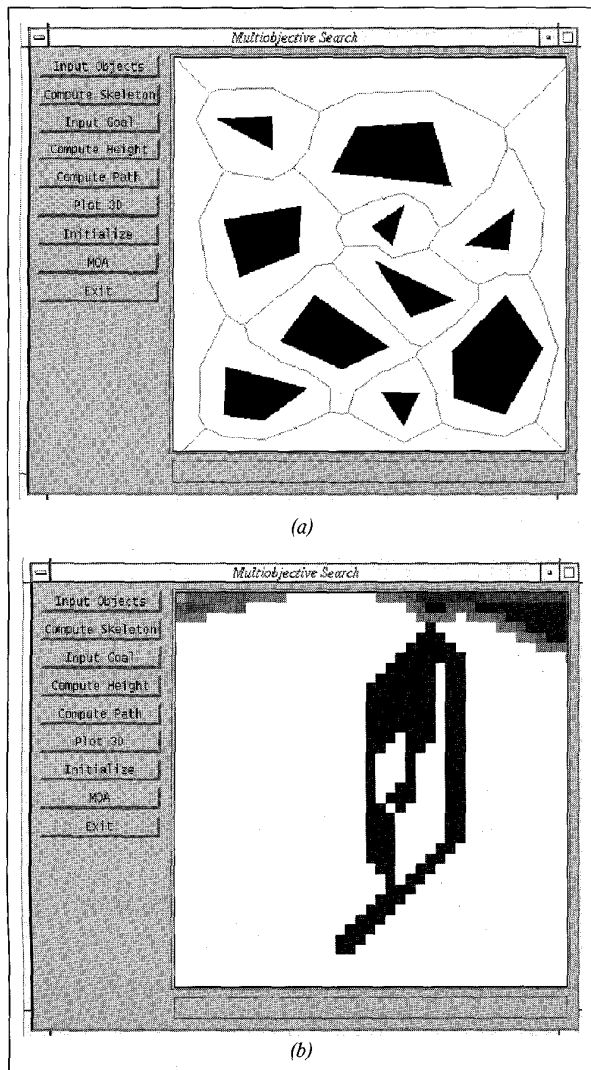 Multiobjective Search
Input Objects
Compute Skeleton
Input Goal
Compute Height
Compute Path
Plot 3D
Initialize
MOA
Exit
(a)
Multiobjective Search
Input Objects
Compute Skeleton
Input Goal
Compute Height
Compute Path
Plot 3D
Initialize
MOA
Exit
(b)